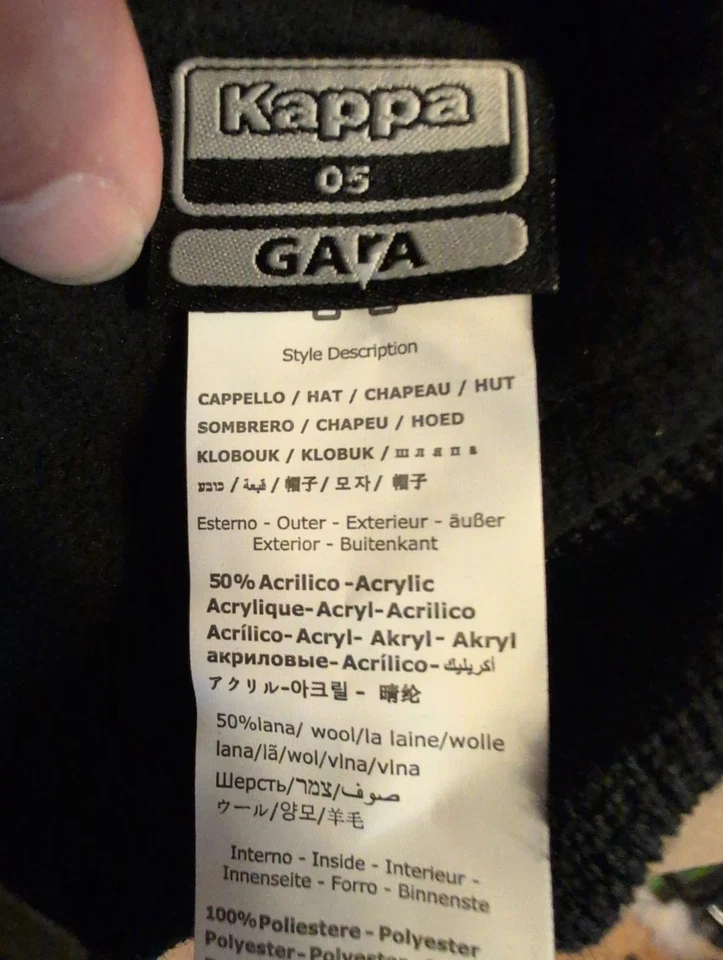 Kappa
05
GArA
Style Description
CAPPELLO / HAT / CHAPEAU / HUT
SOMBRERO / CHAPEU / HOED
KLOBOUK / KLOBUK / шляпа
כובע / قبعة / 帽子/ 모자/ 帽子
Esterno - Outer - Exterieur - äußer
Exterior - Buitenkant
50% Acrilico -Acrylic
Acrylique-Acryl-Acrilico
Acrílico-Acryl- Akryl- Akryl
акриловые-Acrílico-أكريليك
アクリル-아크릴 - 晴纶
50%lana/ wool/la laine/wolle
lana/lã/wol/vlna/vlna
Шерсть/צמר/صوف
ウール/양모/羊毛
Interno - Inside - Interieur -
Innenseite - Forro - Binnenste
100%Poliestere - Polyester
Polyester-